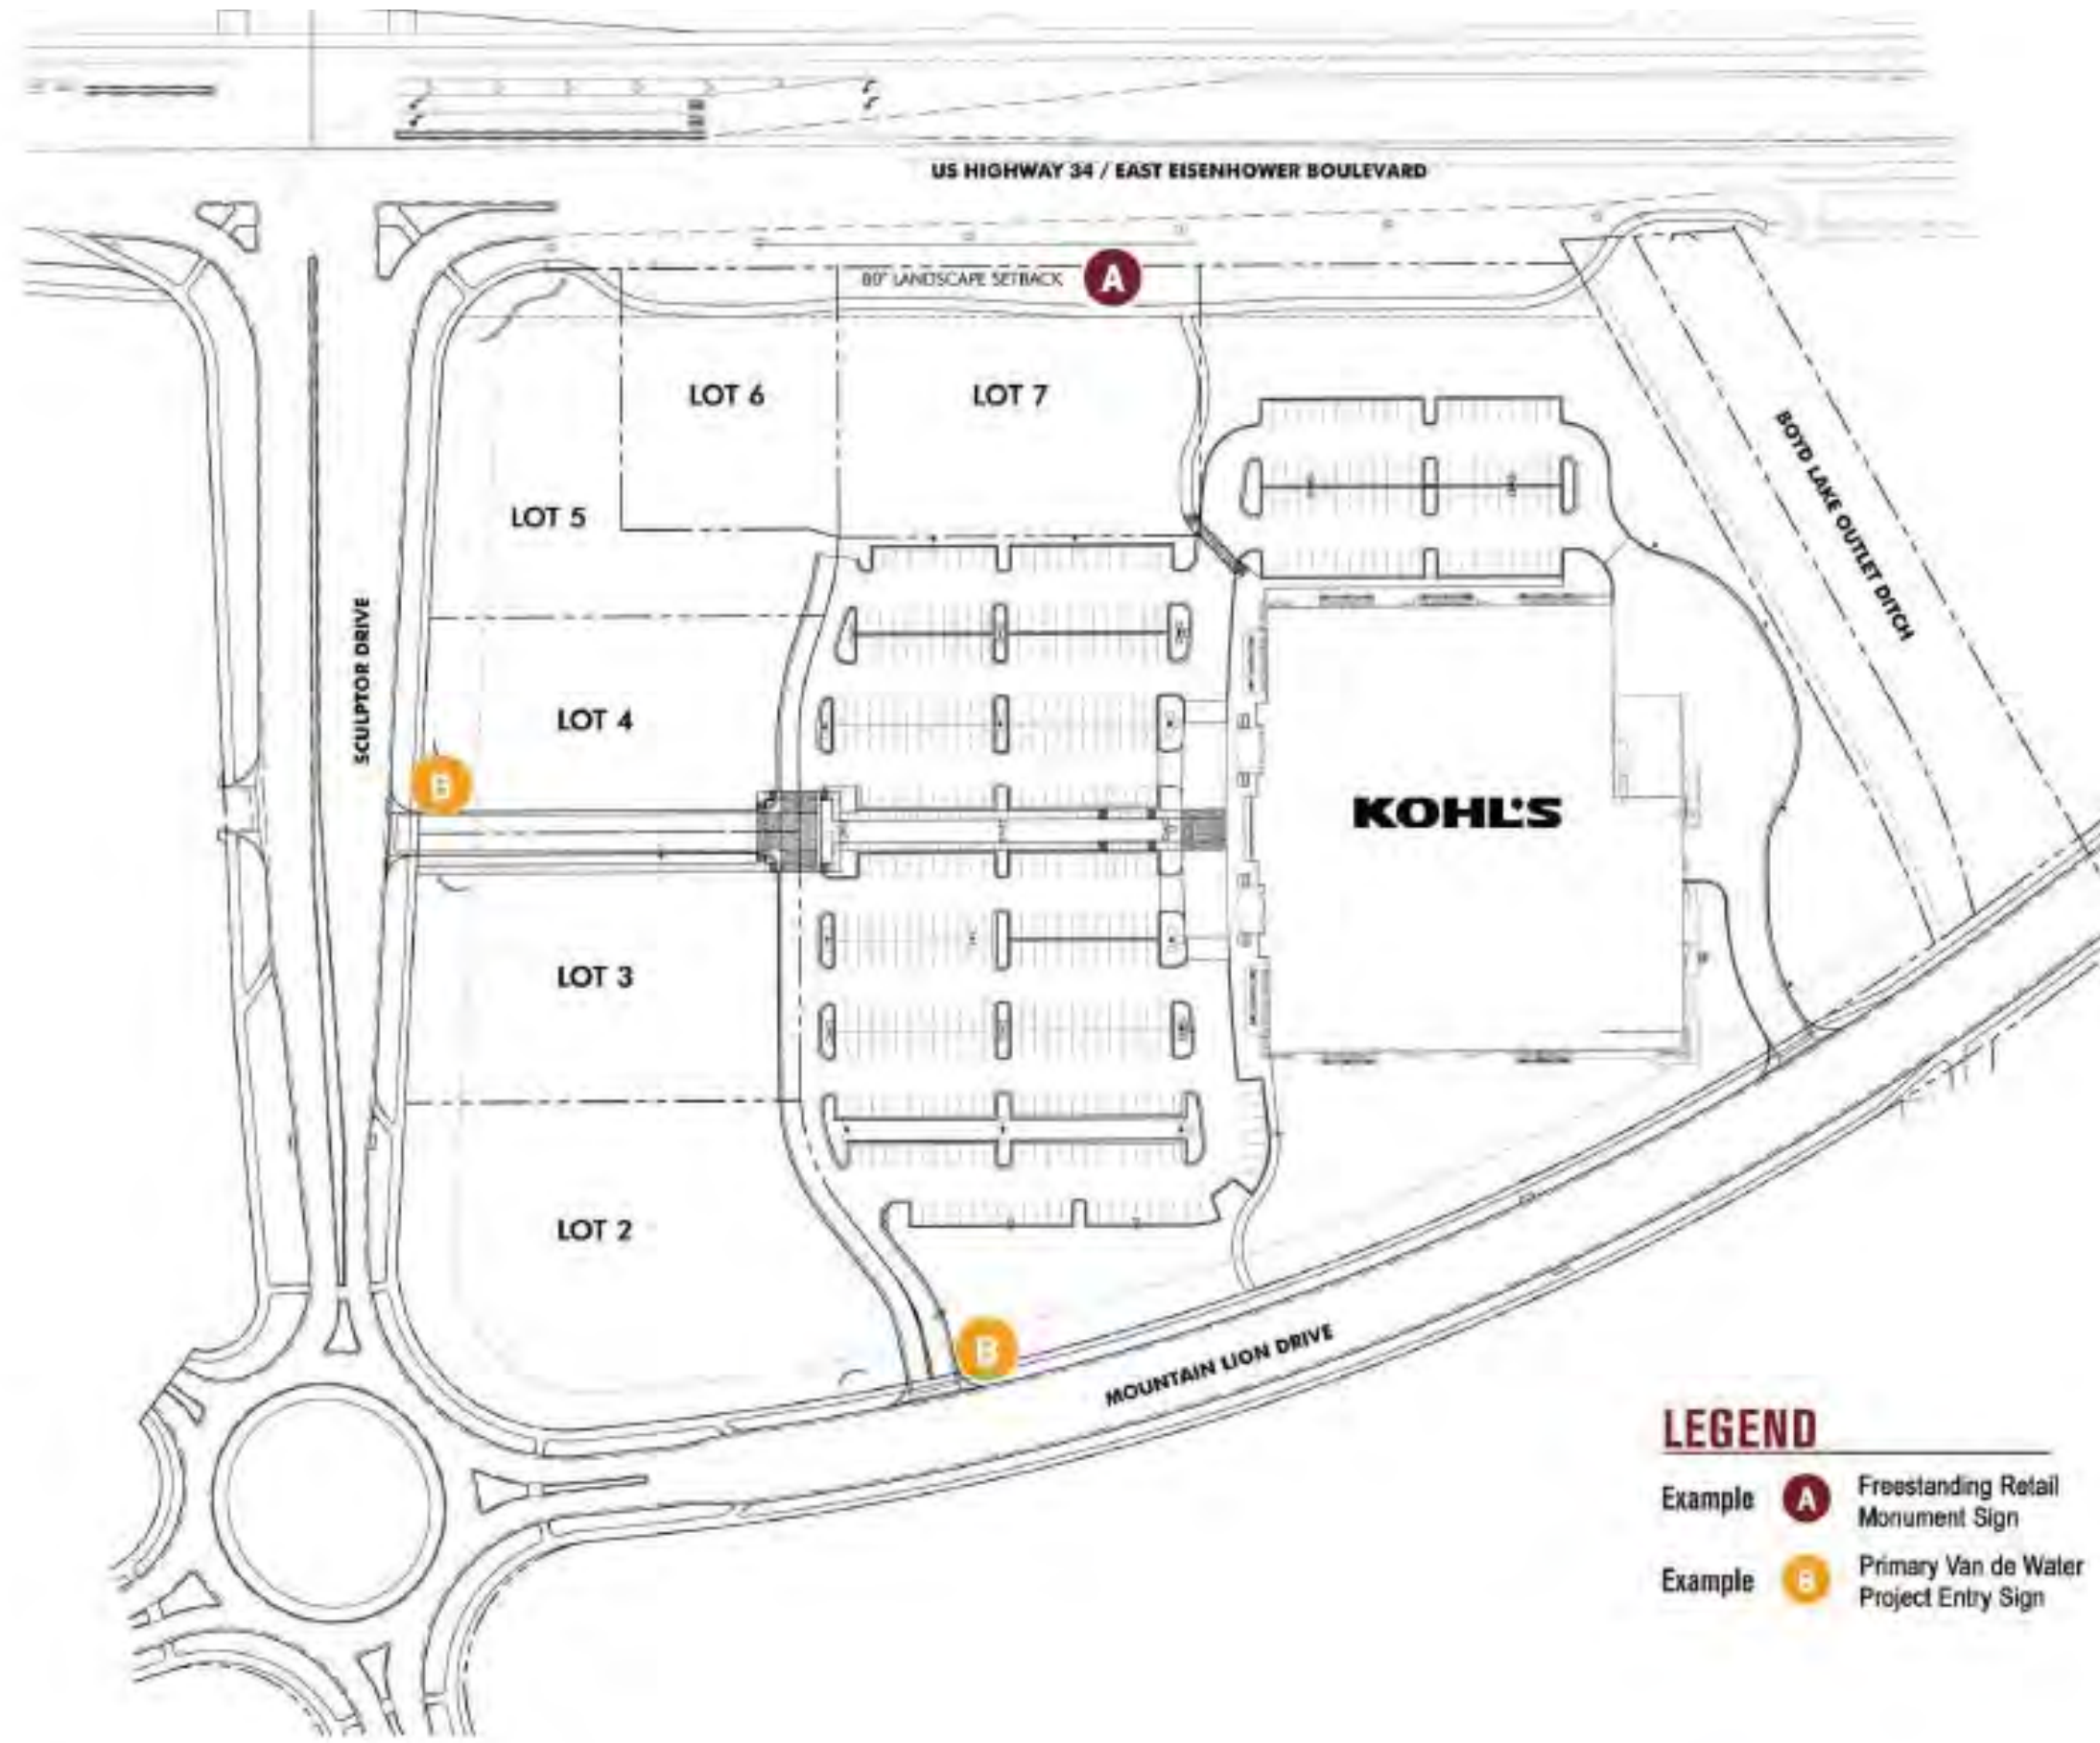 US HIGHWAY 34 / EAST EISENHOWER BOULEVARD
80' LANDSCAPE SETBACK
A
LOT 6
LOT 7
LOT 5
BOYD LAKE OUTLET DITCH
SCULPTOR DRIVE
LOT 4
B
KOHL'S
LOT 3
LOT 2
B
MOUNTAIN LION DRIVE
LEGEND
Example A Freestanding Retail
Monument Sign
Example B Primary Van de Water
Project Entry Sign